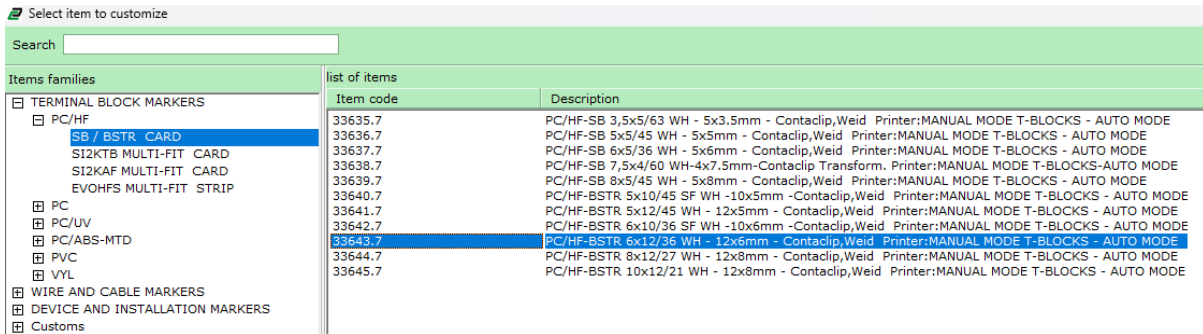 Select item to customize
Search
Items families
TERMINAL BLOCK MARKERS
PC/HF
SB / BSTR CARD
SI2KTB MULTI-FIT CARD
SI2KAF MULTI-FIT CARD
EVOHFS MULTI-FIT STRIP
PC
PC/UV
PC/ABS-MTD
PVC
VYL
WIRE AND CABLE MARKERS
DEVICE AND INSTALLATION MARKERS
Customs
list of items
Item code Description
33635.7 PC/HF-SB 3,5x5/63 WH - 5x3.5mm - Contaclip,Weid Printer:MANUAL MODE T-BLOCKS - AUTO MODE
33636.7 PC/HF-SB 5x5/45 WH - 5x5mm - Contaclip,Weid Printer:MANUAL MODE T-BLOCKS - AUTO MODE
33637.7 PC/HF-SB 6x5/36 WH - 5x6mm - Contaclip,Weid Printer:MANUAL MODE T-BLOCKS - AUTO MODE
33638.7 PC/HF-SB 7,5x4/60 WH-4x7.5mm-Contaclip Transform. Printer:MANUAL MODE T-BLOCKS-AUTO MODE
33639.7 PC/HF-SB 8x5/45 WH - 5x8mm - Contaclip,Weid Printer:MANUAL MODE T-BLOCKS - AUTO MODE
33640.7 PC/HF-BSTR 5x10/45 SF WH -10x5mm -Contaclip,Weid Printer:MANUAL MODE T-BLOCKS - AUTO MODE
33641.7 PC/HF-BSTR 5x12/45 WH - 12x5mm - Contaclip,Weid Printer:MANUAL MODE T-BLOCKS - AUTO MODE
33642.7 PC/HF-BSTR 6x10/36 SF WH -10x6mm -Contaclip,Weid Printer:MANUAL MODE T-BLOCKS - AUTO MODE
33643.7 PC/HF-BSTR 6x12/36 WH - 12x6mm - Contaclip,Weid Printer:MANUAL MODE T-BLOCKS - AUTO MODE
33644.7 PC/HF-BSTR 8x12/27 WH - 12x8mm - Contaclip,Weid Printer:MANUAL MODE T-BLOCKS - AUTO MODE
33645.7 PC/HF-BSTR 10x12/21 WH - 12x8mm - Contaclip,Weid Printer:MANUAL MODE T-BLOCKS - AUTO MODE